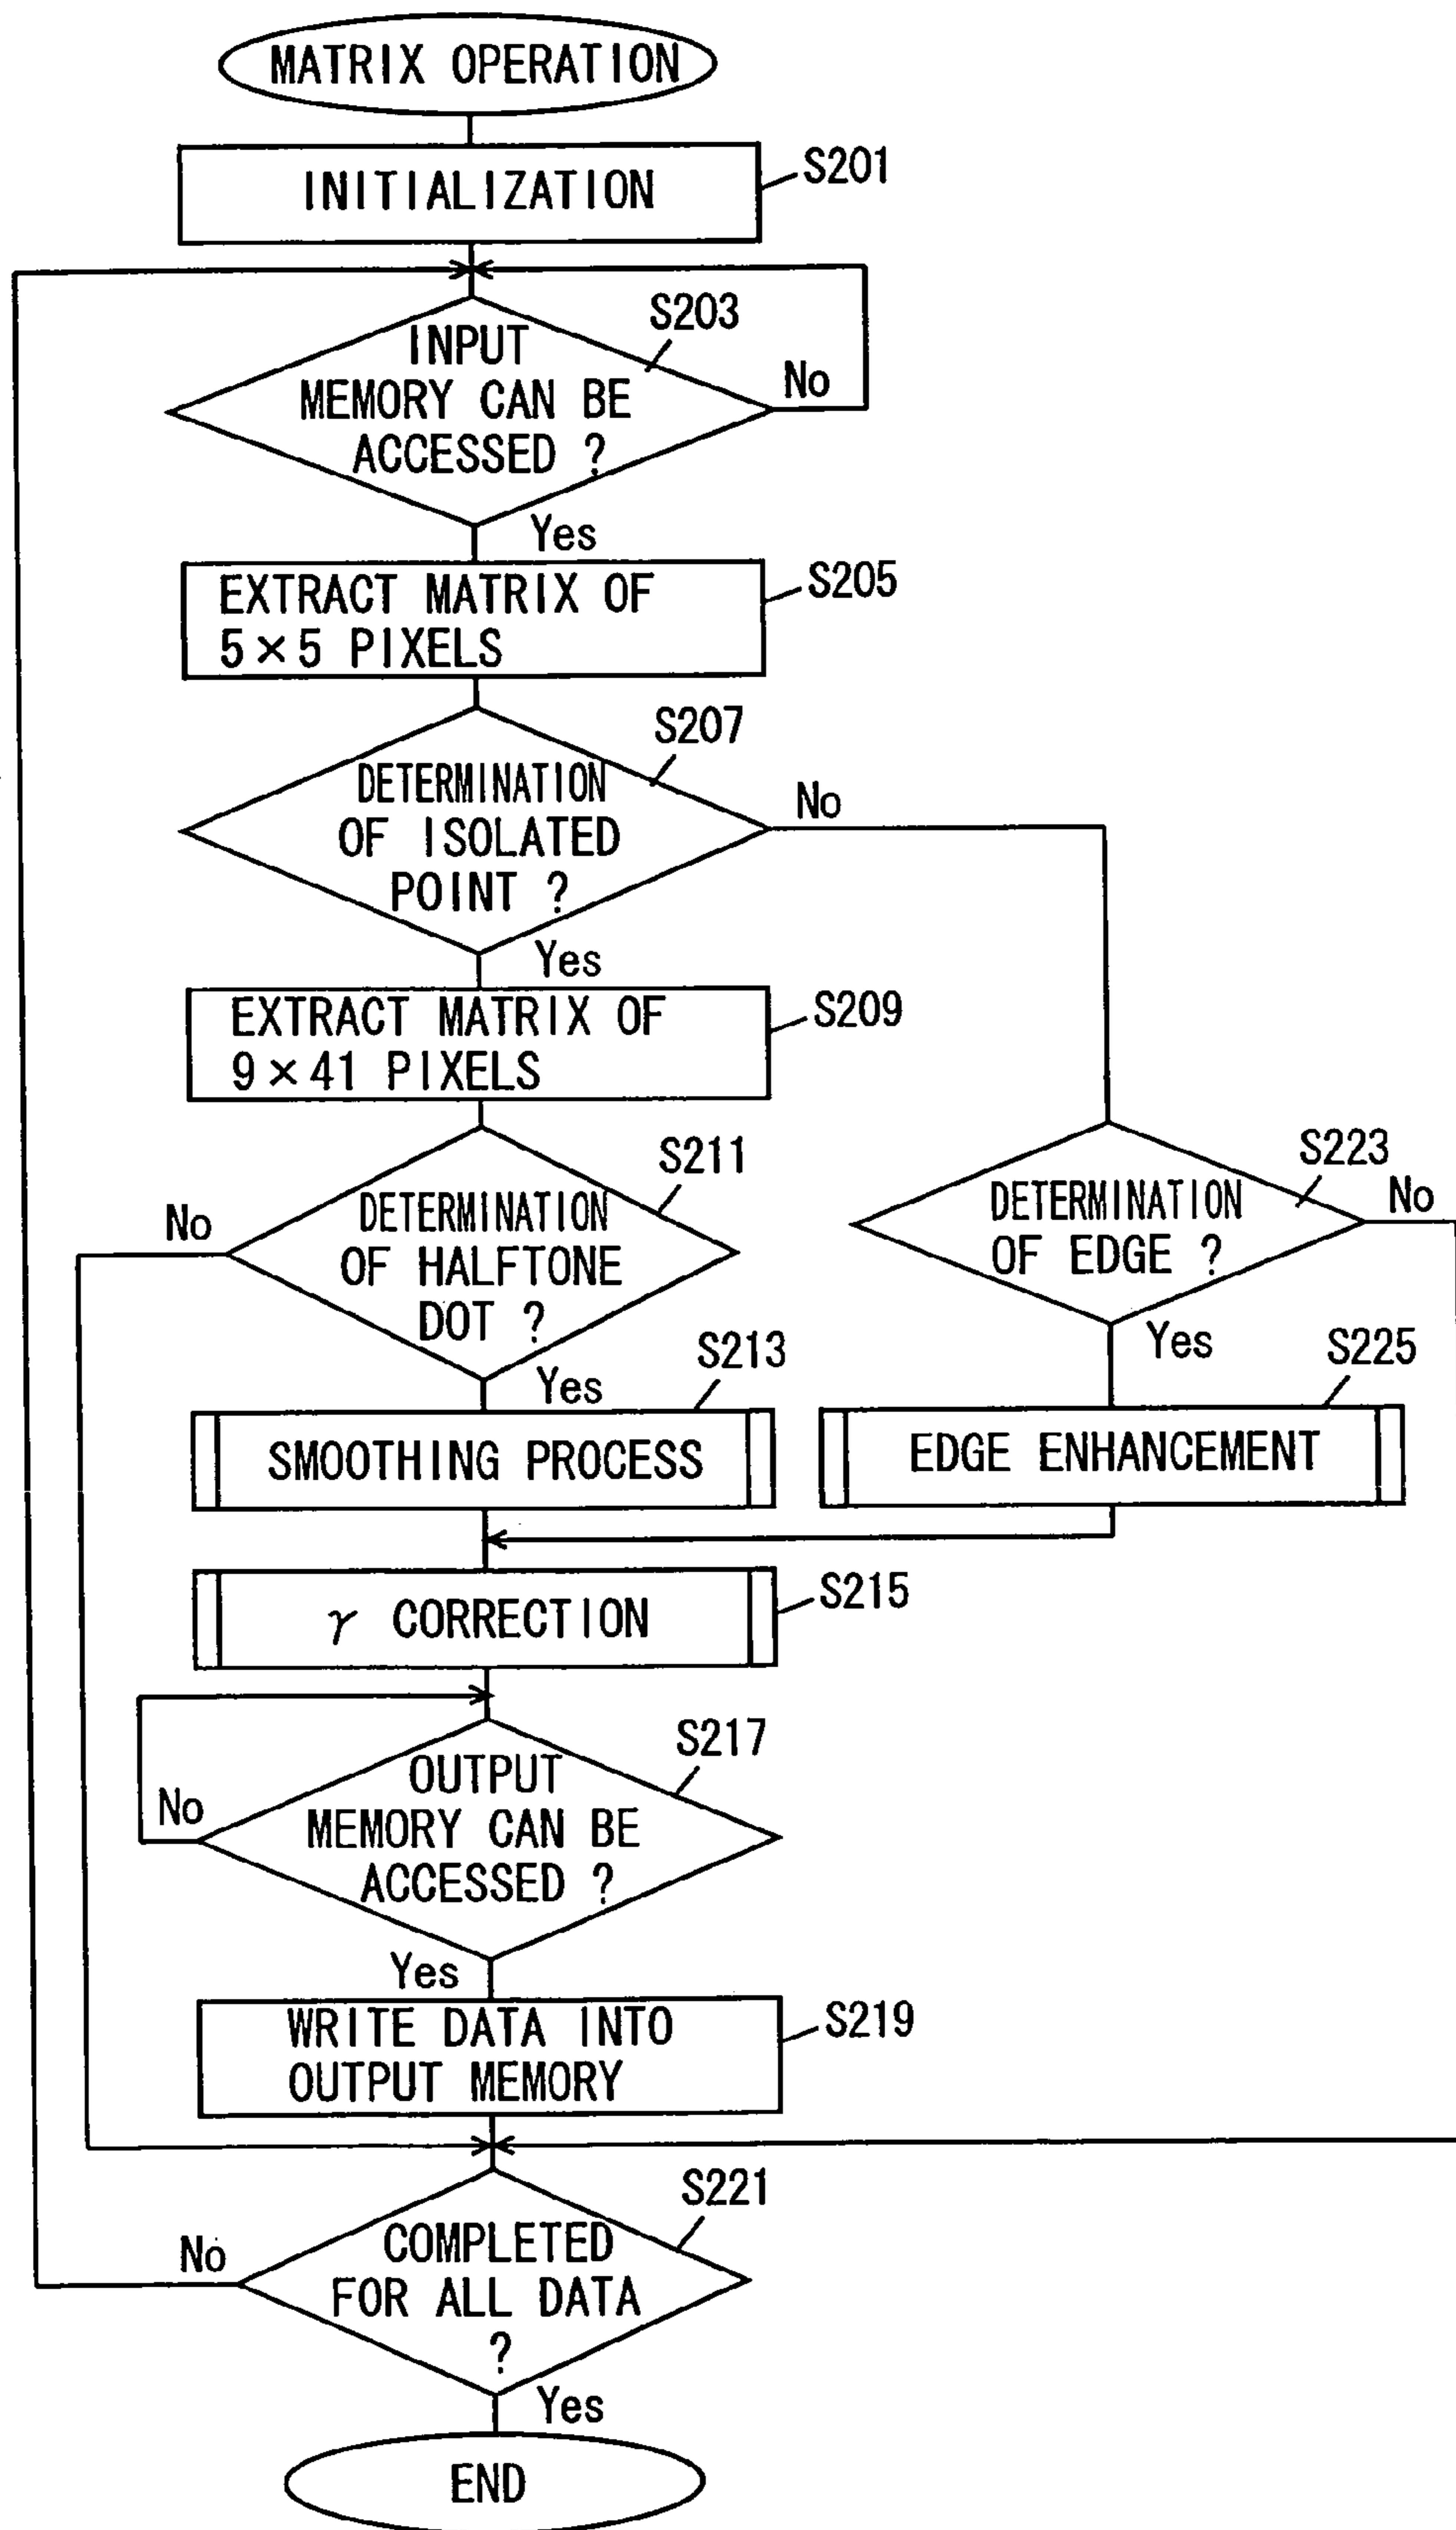 MATRIX OPERATION
INITIALIZATION
S201
INPUT
MEMORY CAN BE
ACCESSED ?
S203
No
Yes
EXTRACT MATRIX OF
5×5 PIXELS
S205
DETERMINATION
OF ISOLATED
POINT ?
S207
No
Yes
EXTRACT MATRIX OF
9×41 PIXELS
S209
DETERMINATION
OF HALFTONE
DOT ?
S211
No
Yes
DETERMINATION
OF EDGE ?
S223
No
Yes
SMOOTHING PROCESS
S213
EDGE ENHANCEMENT
S225
γ CORRECTION
S215
OUTPUT
MEMORY CAN BE
ACCESSED ?
S217
No
Yes
WRITE DATA INTO
OUTPUT MEMORY
S219
COMPLETED
FOR ALL DATA
?
S221
No
Yes
END